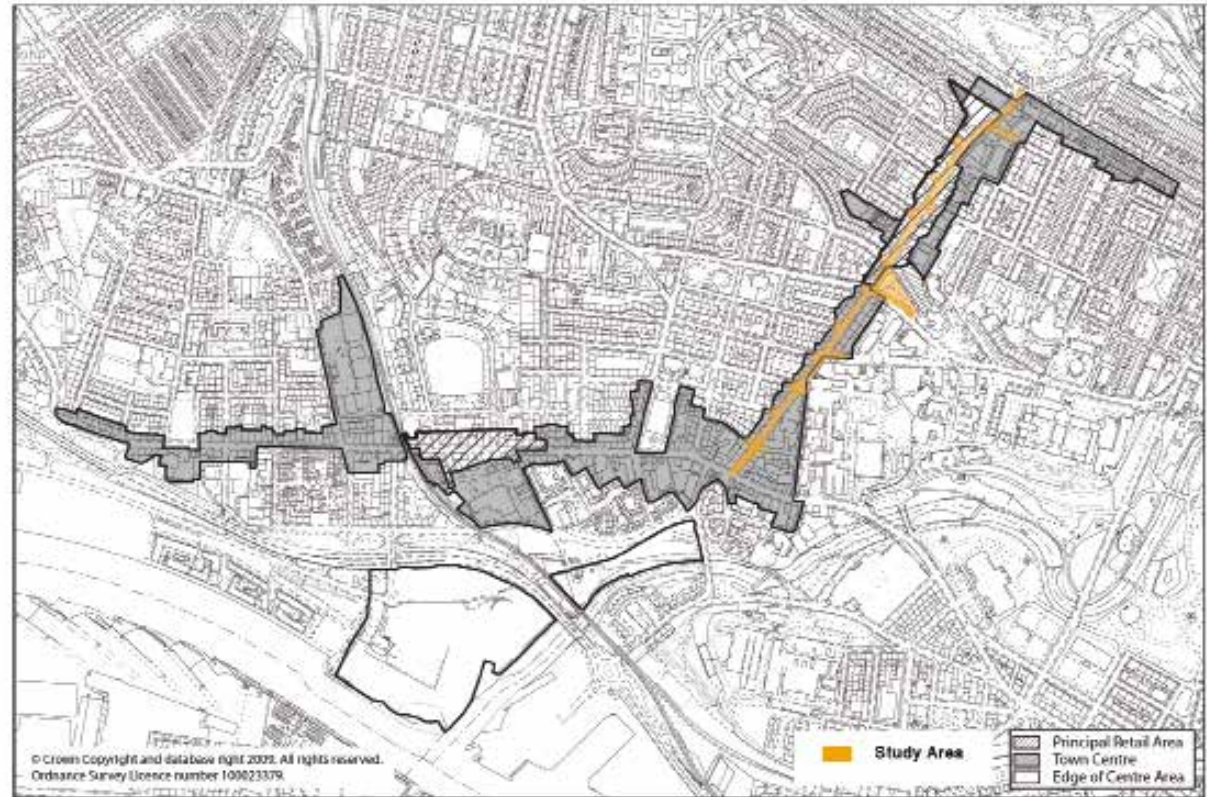 © Crown Copyright and database right 2009. All rights reserved.
Ordnance Survey Licence number 100023379.
Study Area
Principal Retail Area
Town Centre
Edge of Centre Area